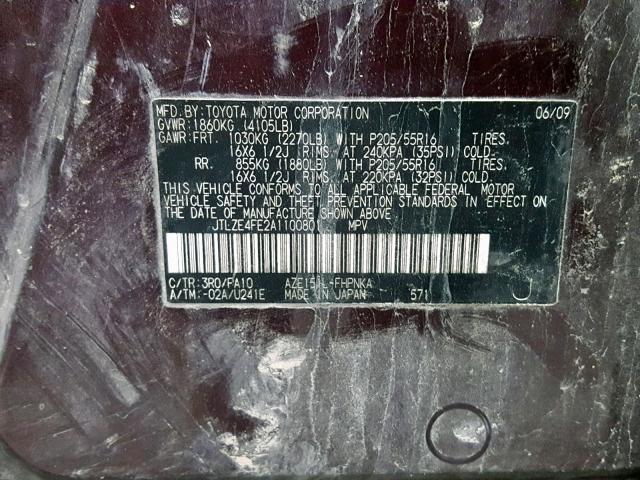 MFD.BY:TOYOTA MOTOR CORPORATION 06/09
GVWR:1860KG (4105LB)
GAWR:FRT. 1030KG (2270LB) WITH P205/55R16 TIRES,
16X6 1/2J (RIMS, AT 240KPA (35PSI) COLD.
RR. 855KG (1880LB) WITH P205/55R16 TIRES,
16X6 1/2J (RIMS, AT 220KPA (32PSI) COLD.
THIS VEHICLE CONFORMS TO ALL APPLICABLE FEDERAL MOTOR
VEHICLE SAFETY AND THEFT PREVENTION STANDARDS IN EFFECT ON
THE DATE OF MANUFACTURE SHOWN ABOVE.
JTLZE4FE2A1100801 MPV
C/TR:3R0/FA10 FHPNKA
A/TM:-02A/U241E MADE IN JAPAN 571